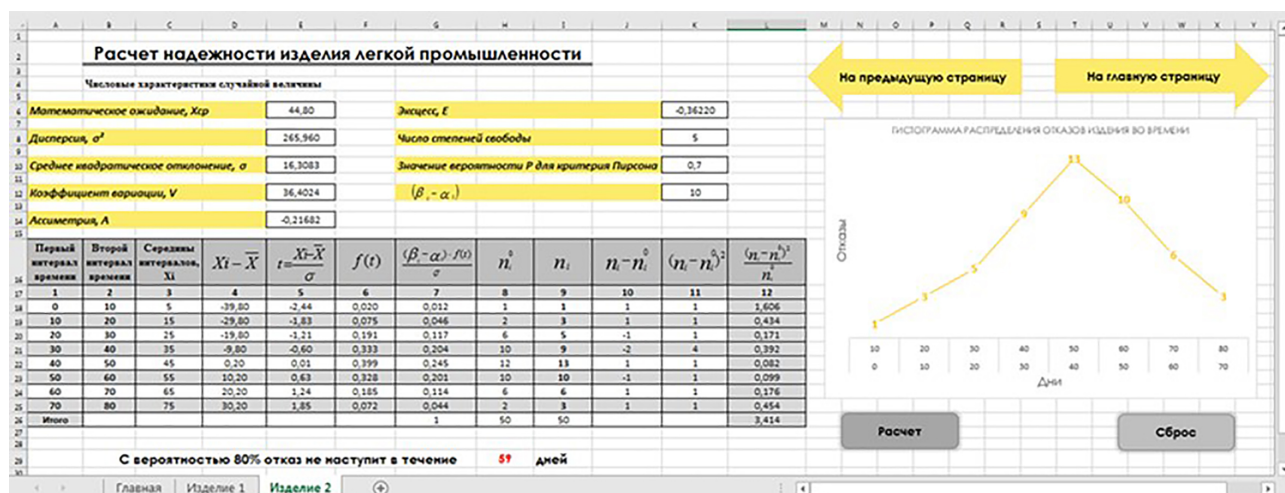 A B C D E F G H I J K L M N O P Q R S T U V W X Y
Расчет надежности изделия легкой промышленности
Числовые характеристики случайной величины
Математическое ожидание, Xср 44,80 Эксцесс, E -0,36220
Дисперсия, σ² 265,960 Число степеней свободы 5
Среднее квадратическое отклонение, σ 16,3083 Значение вероятности P для критерия Пирсона 0,7
Коэффициент вариации, V 36,4024 (β - α) 10
Ассиметрия, A -0,21682
Первый интервал времени Второй интервал времени Середины интервалов, Xi Xi - X̅ t=Xi-X̅/σ f(t) (β - α)·f(t)/σ n⁰ᵢ nᵢ nᵢ - n⁰ᵢ (nᵢ - n⁰ᵢ)² (nᵢ - n⁰ᵢ)²/n⁰ᵢ
1 2 3 4 5 6 7 8 9 10 11 12
0 10 5 -39,80 -2,44 0,020 0,012 1 1 1 1 1,606
10 20 15 -29,80 -1,83 0,075 0,046 2 3 1 1 0,434
20 30 25 -19,80 -1,21 0,191 0,117 6 5 -1 1 0,171
30 40 35 -9,80 -0,60 0,333 0,204 10 9 -2 4 0,392
40 50 45 0,20 0,01 0,399 0,245 12 13 1 1 0,082
50 60 55 10,20 0,63 0,328 0,201 10 10 -1 1 0,099
60 70 65 20,20 1,24 0,185 0,114 6 6 1 1 0,176
70 80 75 30,20 1,85 0,072 0,044 2 3 1 1 0,454
Итого 1 50 50 3,414
С вероятностью 80% отказ не наступит в течение 59 дней
На предыдущую страницу
На главную страницу
ГИСТОГРАММА РАСПРЕДЕЛЕНИЯ ОТКАЗОВ ИЗДЕЛИЯ ВО ВРЕМЕНИ
Отказы
1 3 5 9 13 10 6 3
10 20 30 40 50 60 70 80
0 10 20 30 40 50 60 70
Дни
Расчет
Сброс
Главная Изделие 1 Изделие 2